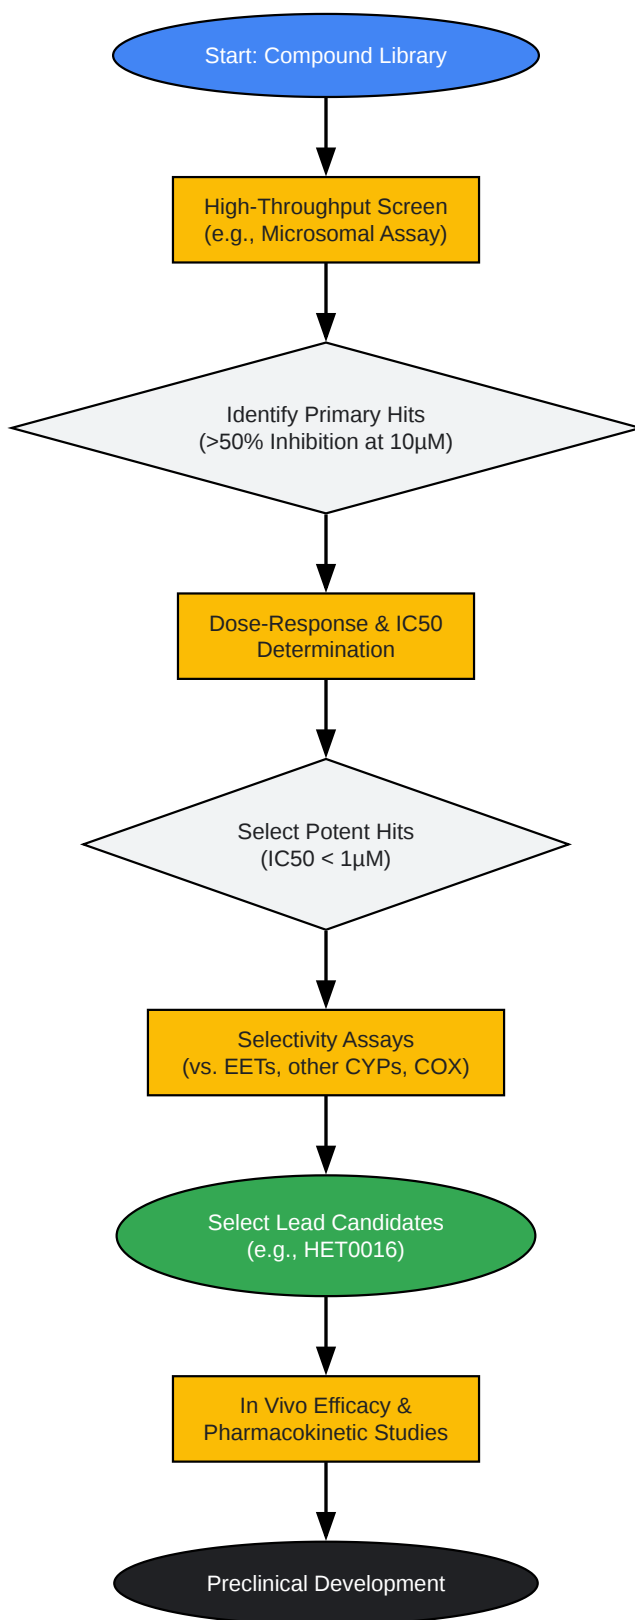 Start: Compound Library
High-Throughput Screen
(e.g., Microsomal Assay)
Identify Primary Hits
(>50% Inhibition at 10µM)
Dose-Response & IC50
Determination
Select Potent Hits
(IC50 < 1µM)
Selectivity Assays
(vs. EETs, other CYPs, COX)
Select Lead Candidates
(e.g., HET0016)
In Vivo Efficacy &
Pharmacokinetic Studies
Preclinical Development